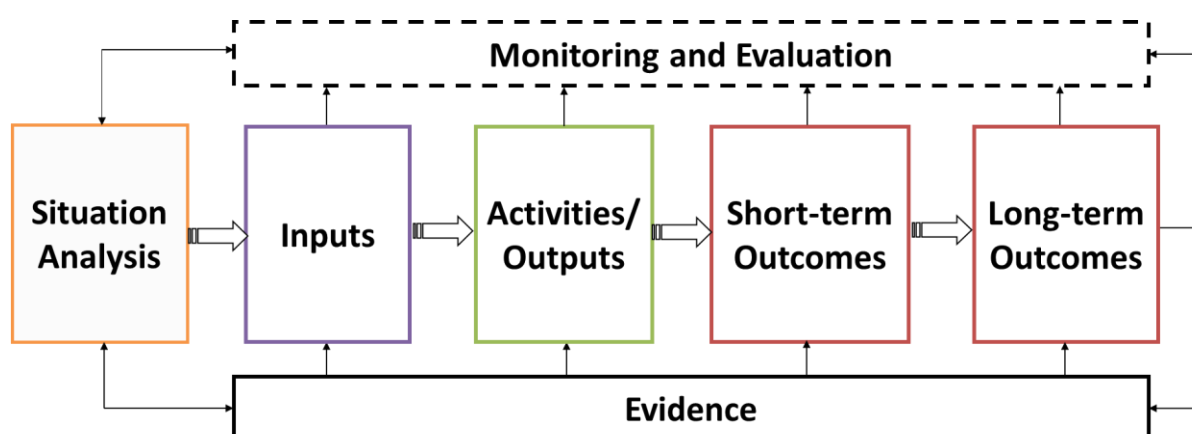 Monitoring and Evaluation
Situation
Analysis
Inputs
Activities/
Outputs
Short-term
Outcomes
Long-term
Outcomes
Evidence